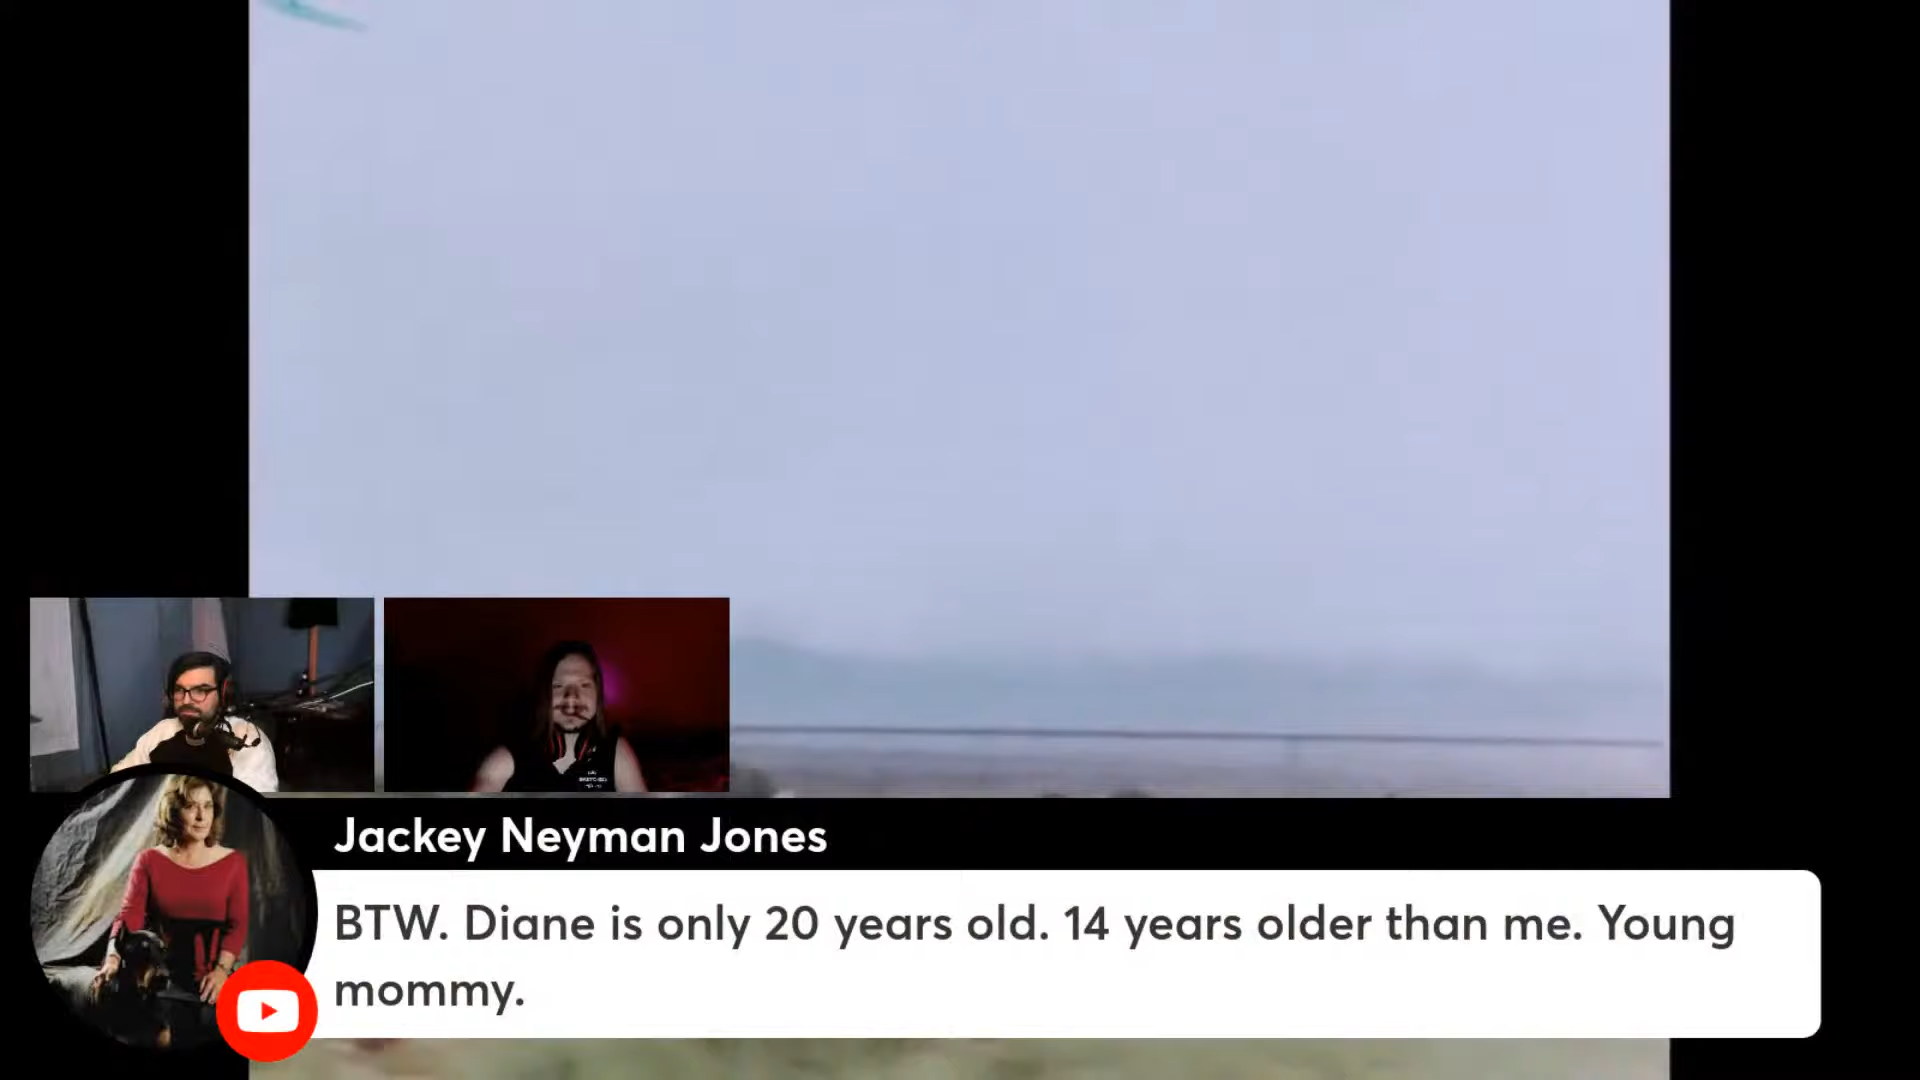 Jackey Neyman Jones
BTW. Diane is only 20 years old. 14 years older than me. Young
mommy.